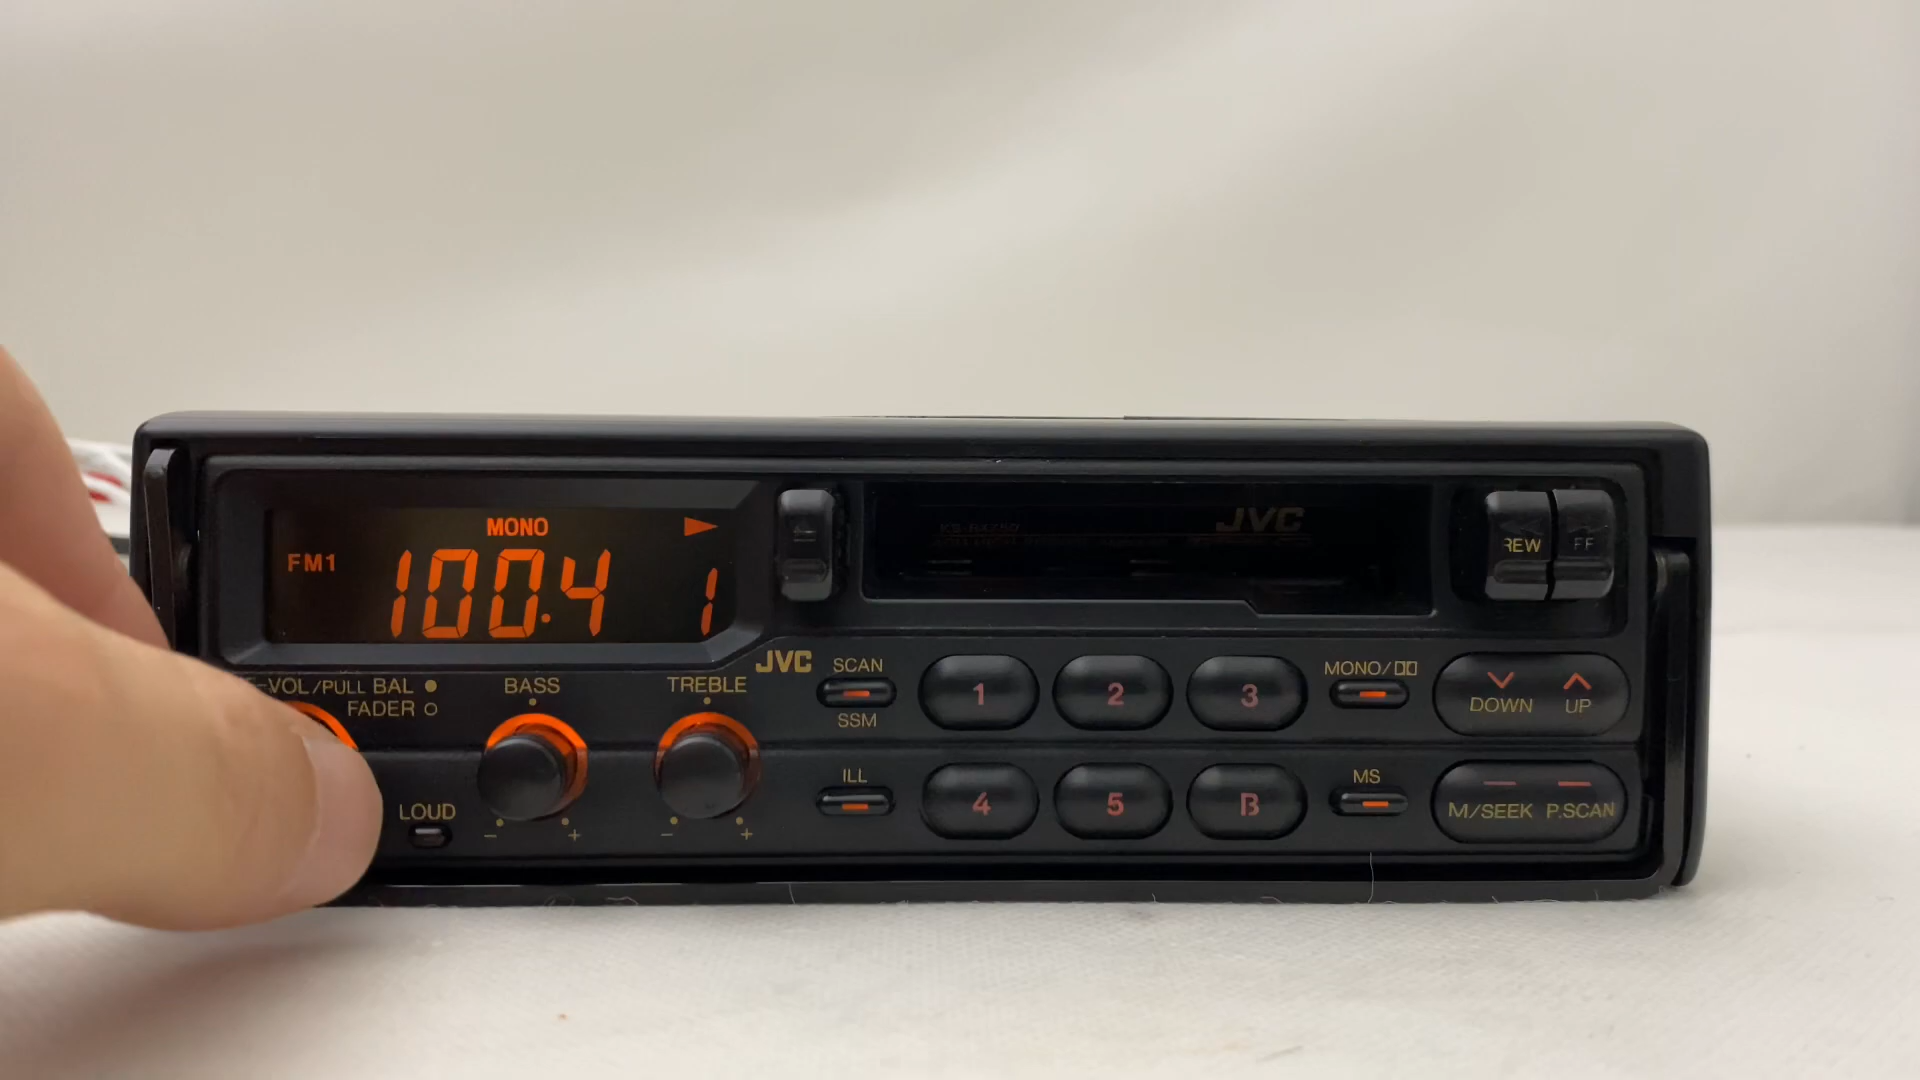 MONO
FM1
100.4 1
JVC
REW FF
-VOL/PULL BAL
FADER
BASS
TREBLE
JVC
SCAN
SSM
1 2 3
MONO/
DOWN UP
LOUD
- +
- +
ILL
4 5 B
MS
M/SEEK P.SCAN